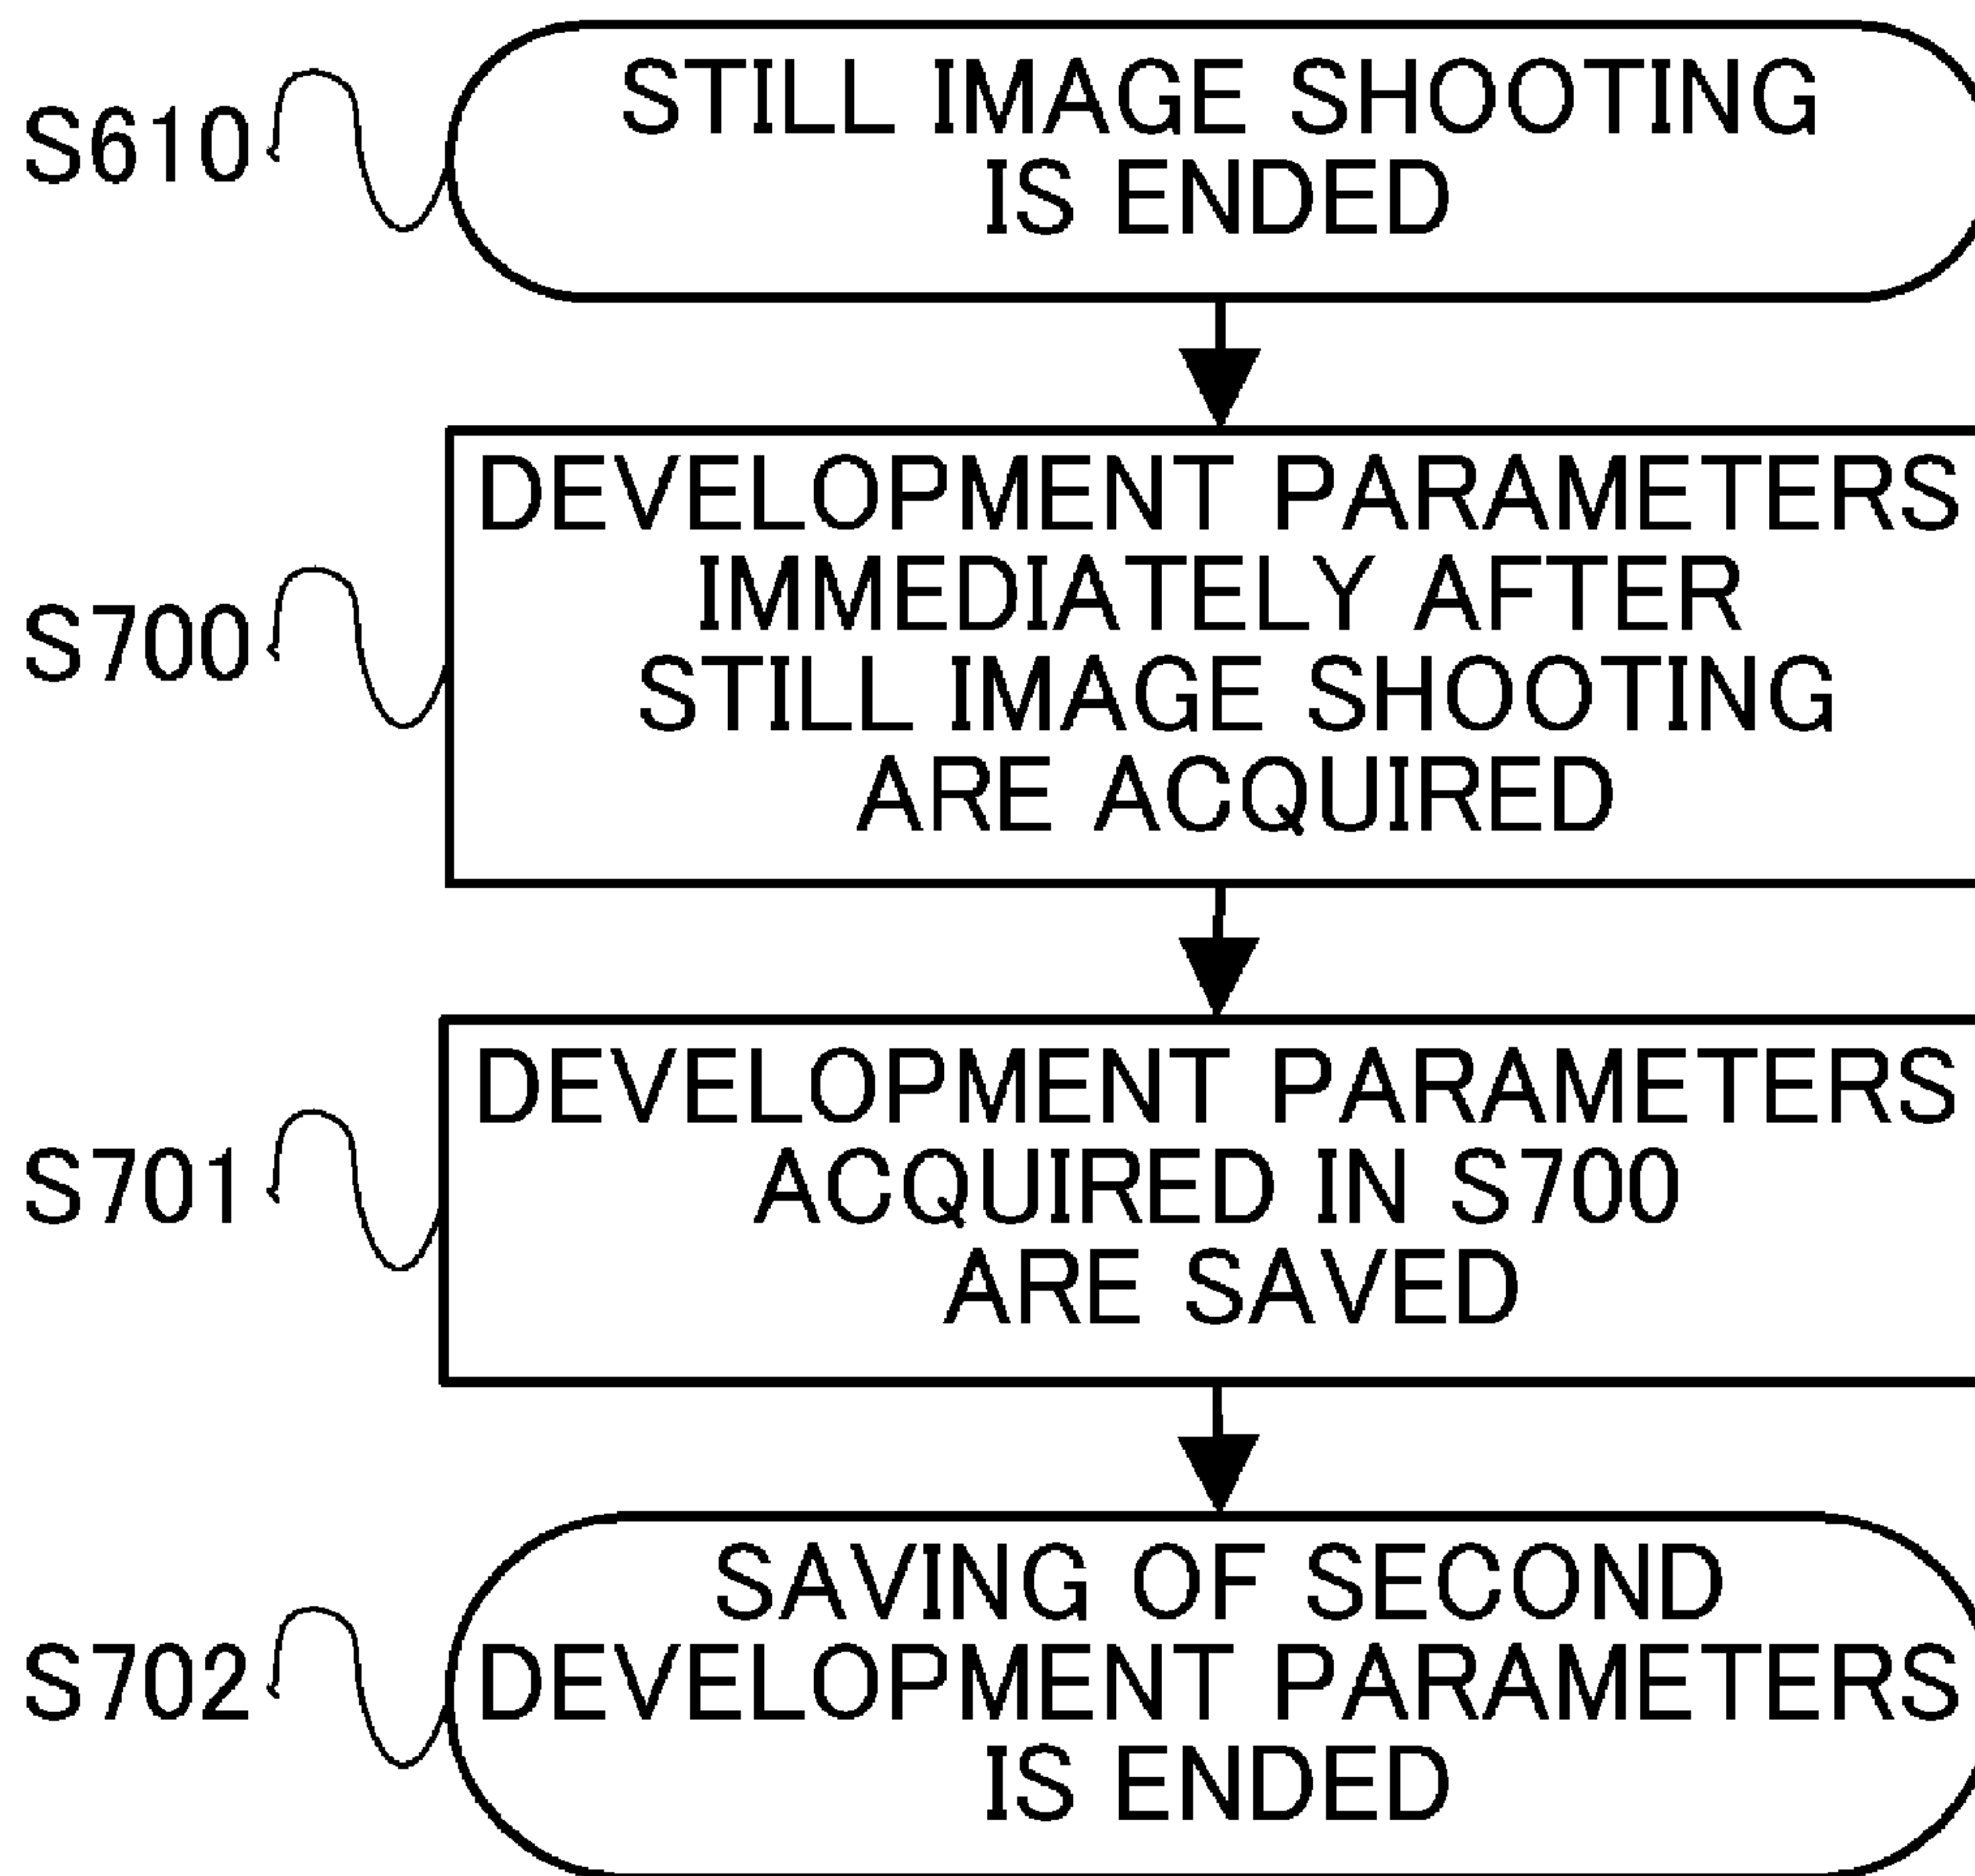 S610
STILL IMAGE SHOOTING
IS ENDED
S700
DEVELOPMENT PARAMETERS
IMMEDIATELY AFTER
STILL IMAGE SHOOTING
ARE ACQUIRED
S701
DEVELOPMENT PARAMETERS
ACQUIRED IN S700
ARE SAVED
S702
SAVING OF SECOND
DEVELOPMENT PARAMETERS
IS ENDED